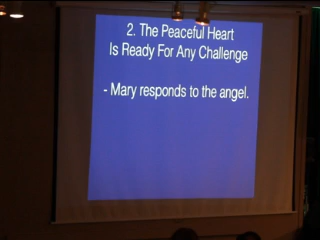 2. The Peaceful Heart
Is Ready For Any Challenge
- Mary responds to the angel.